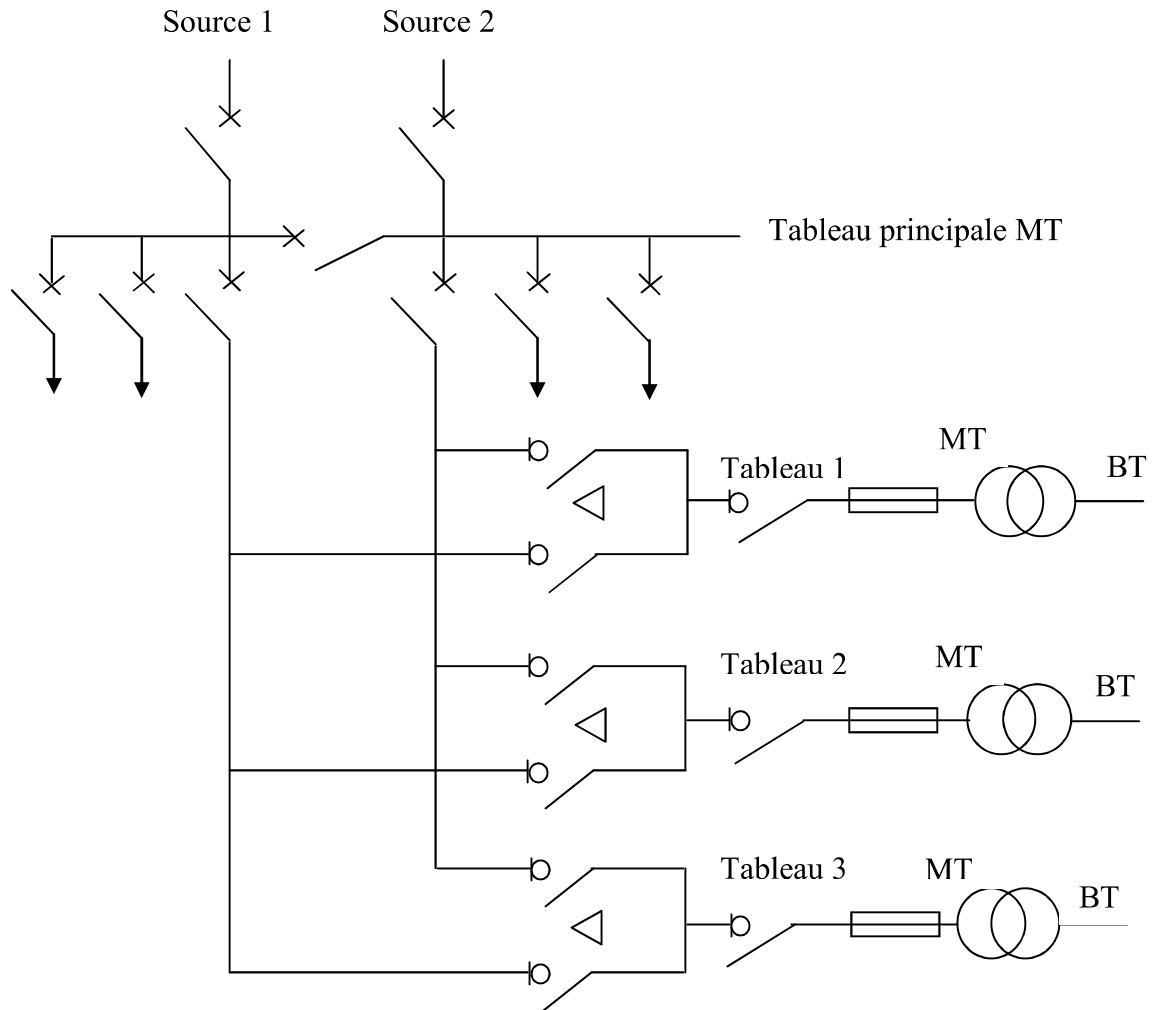 Source 1
Source 2
Tableau principale MT
MT
Tableau 1
BT
Tableau 2
MT
BT
Tableau 3
MT
BT